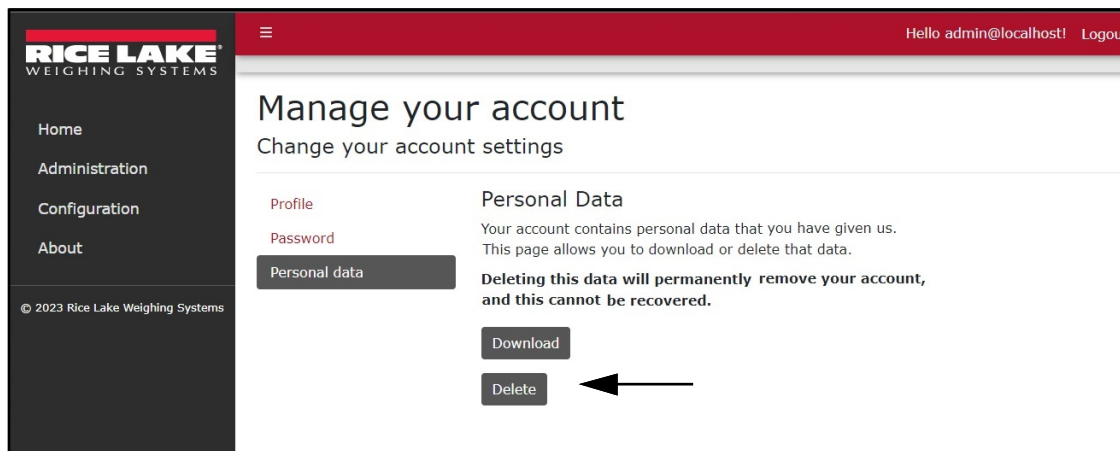 RICE LAKE®
WEIGHING SYSTEMS
☰
Hello admin@localhost! Logou
Home
Administration
Configuration
About
© 2023 Rice Lake Weighing Systems
Manage your account
Change your account settings
Profile
Password
Personal data
Personal Data
Your account contains personal data that you have given us.
This page allows you to download or delete that data.
Deleting this data will permanently remove your account,
and this cannot be recovered.
Download
Delete